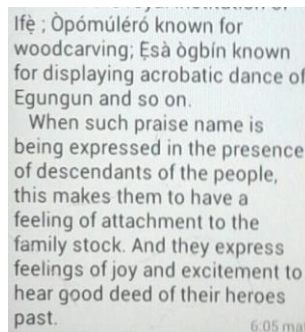 Ifẹ̀ ; Òpómúléró known for
woodcarving; Ẹsà ògbín known
for displaying acrobatic dance of
Egungun and so on.
When such praise name is
being expressed in the presence
of descendants of the people,
this makes them to have a
feeling of attachment to the
family stock. And they express
feelings of joy and excitement to
hear good deed of their heroes
past.
6:05